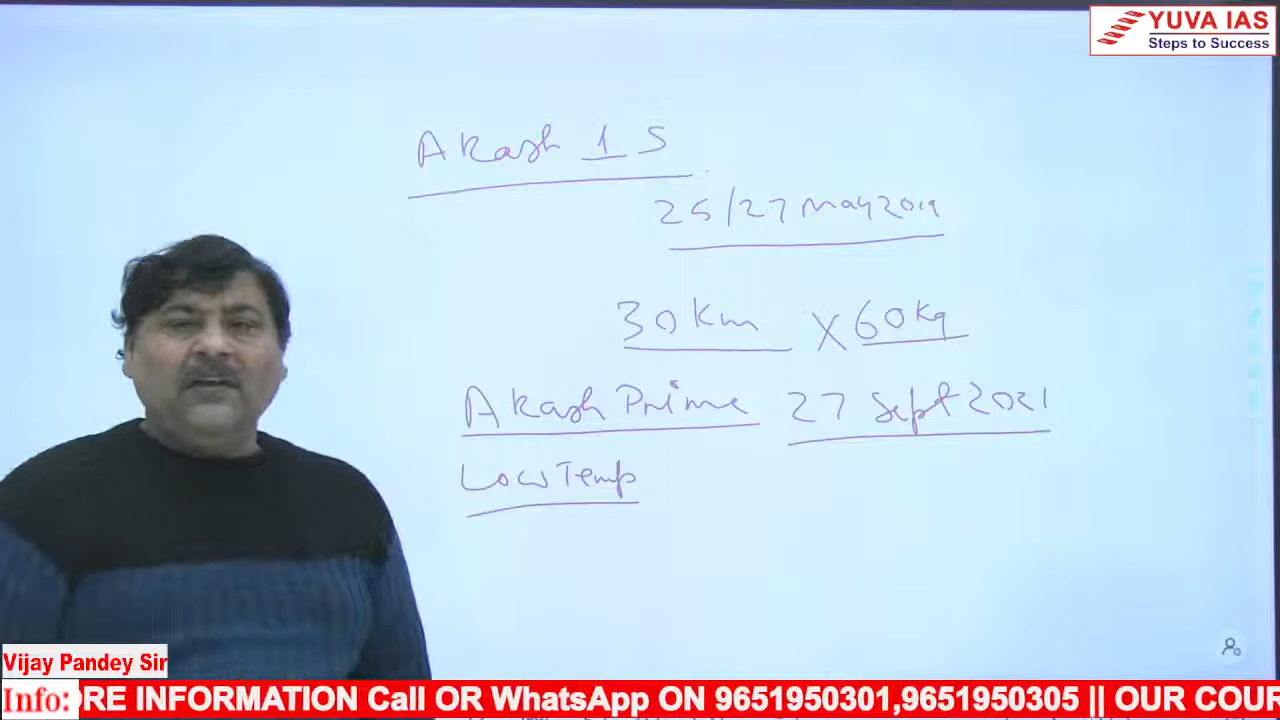 YUVA IAS
Steps to Success
Akash 1 S
25/27 May 2019
30 Km X 60 Kg
Akash Prime 27 Sept 2021
Low Temp
Vijay Pandey Sir
Info: ORE INFORMATION Call OR WhatsApp ON 9651950301,9651950305 || OUR COUR